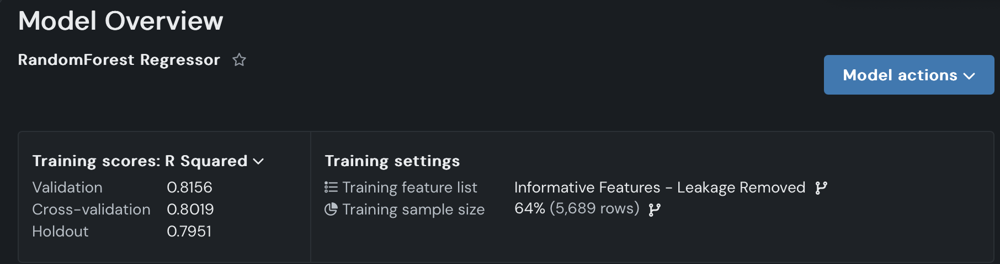 Model Overview
RandomForest Regressor
Model actions
Training scores: R Squared
Validation 0.8156
Cross-validation 0.8019
Holdout 0.7951
Training settings
Training feature list Informative Features - Leakage Removed
Training sample size 64% (5,689 rows)